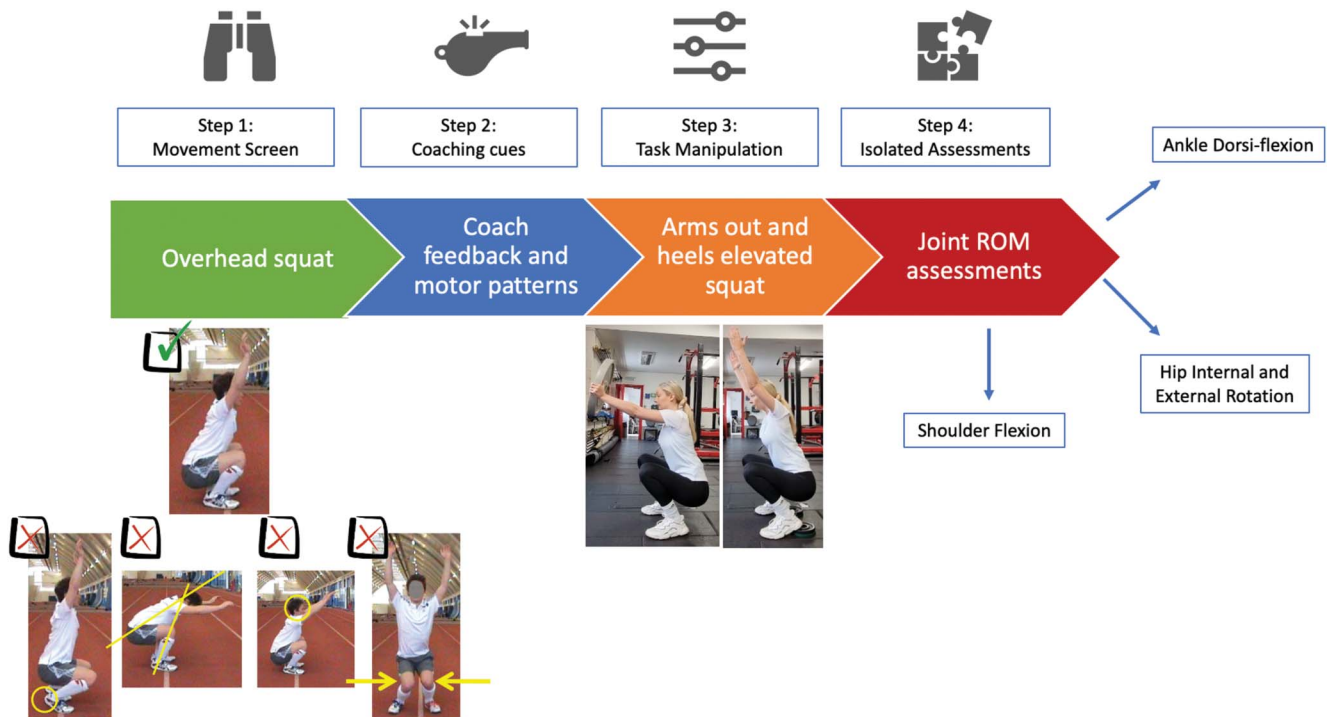 Step 1:
Movement Screen
Step 2:
Coaching cues
Step 3:
Task Manipulation
Step 4:
Isolated Assessments
Ankle Dorsi-flexion
Overhead squat
Coach
feedback and
motor patterns
Arms out and
heels elevated
squat
Joint ROM
assessments
Hip Internal and
External Rotation
Shoulder Flexion